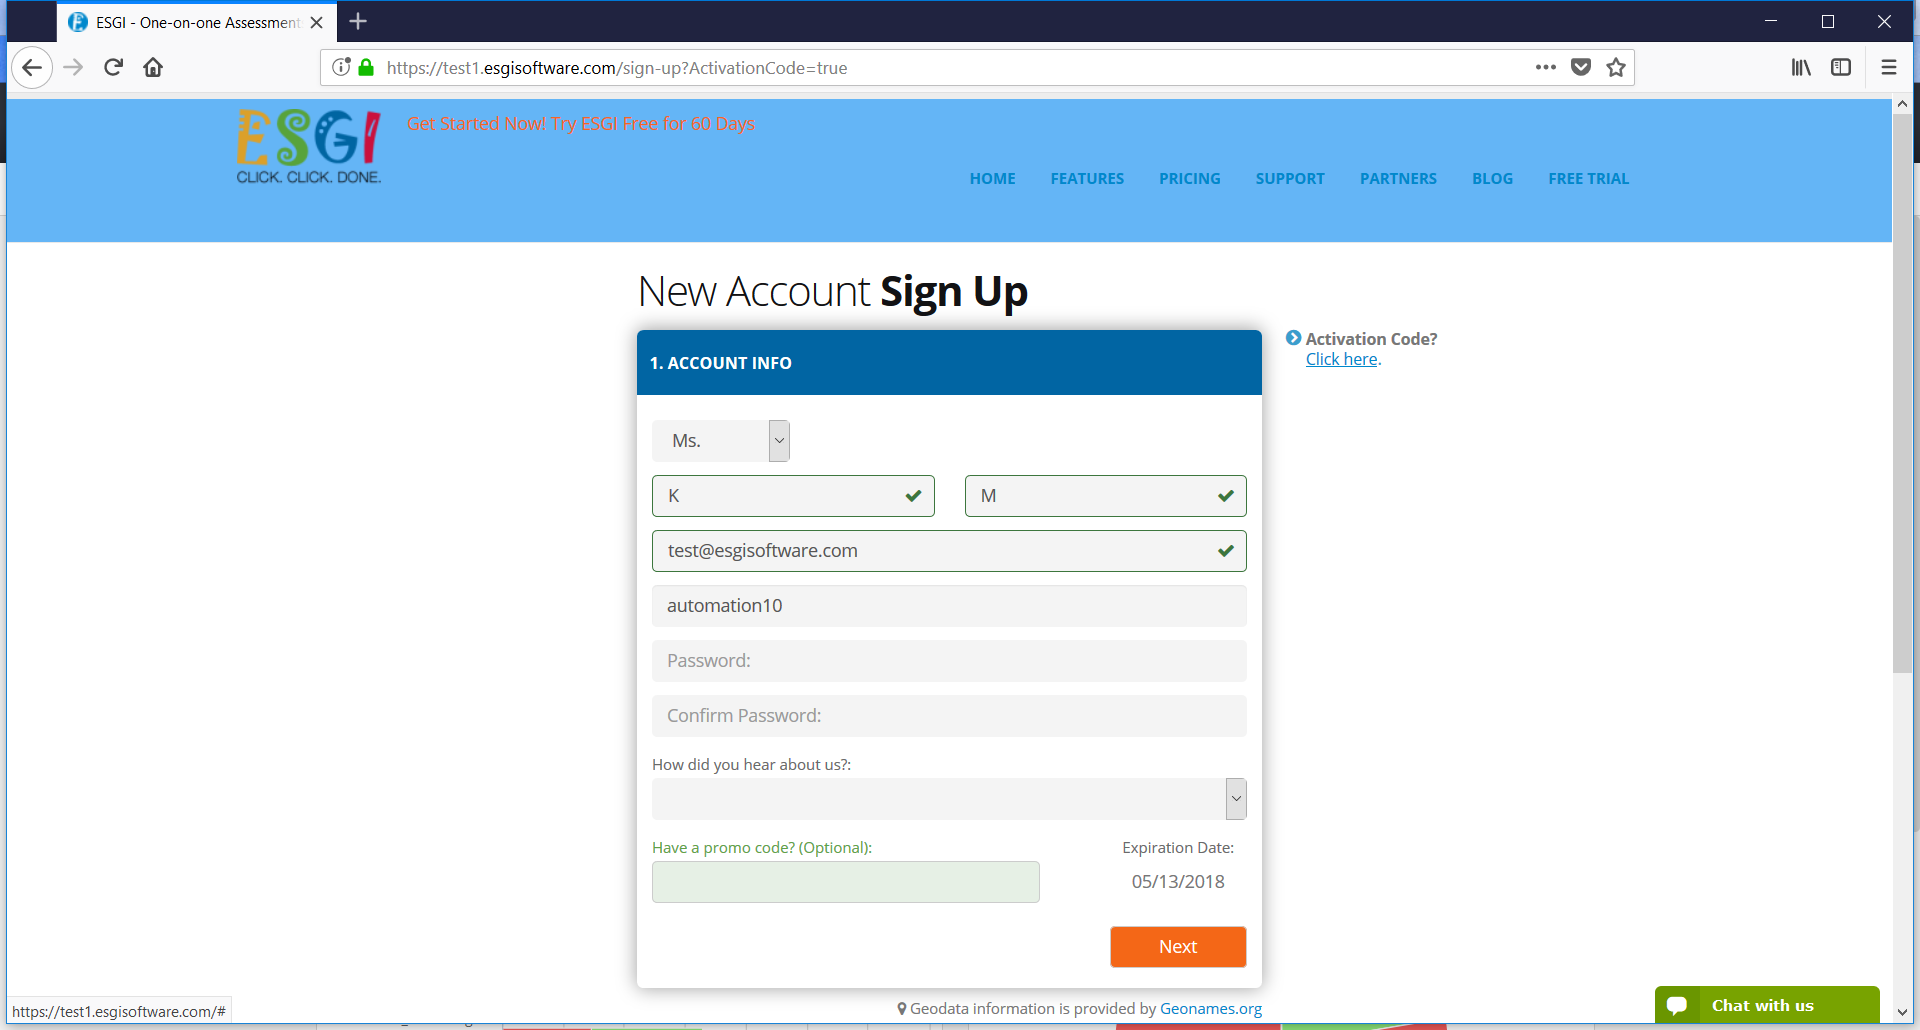 ESGI - One-on-one Assessment
https://test1.esgisoftware.com/sign-up?ActivationCode=true
ESGI
CLICK. CLICK. DONE.
Get Started Now! Try ESGI Free for 60 Days
HOME FEATURES PRICING SUPPORT PARTNERS BLOG FREE TRIAL
New Account Sign Up
1. ACCOUNT INFO
Activation Code?
Click here.
Ms.
K M
test@esgisoftware.com
automation10
Password:
Confirm Password:
How did you hear about us?:
Have a promo code? (Optional): Expiration Date:
05/13/2018
Next
Geodata information is provided by Geonames.org
Chat with us
https://test1.esgisoftware.com/#